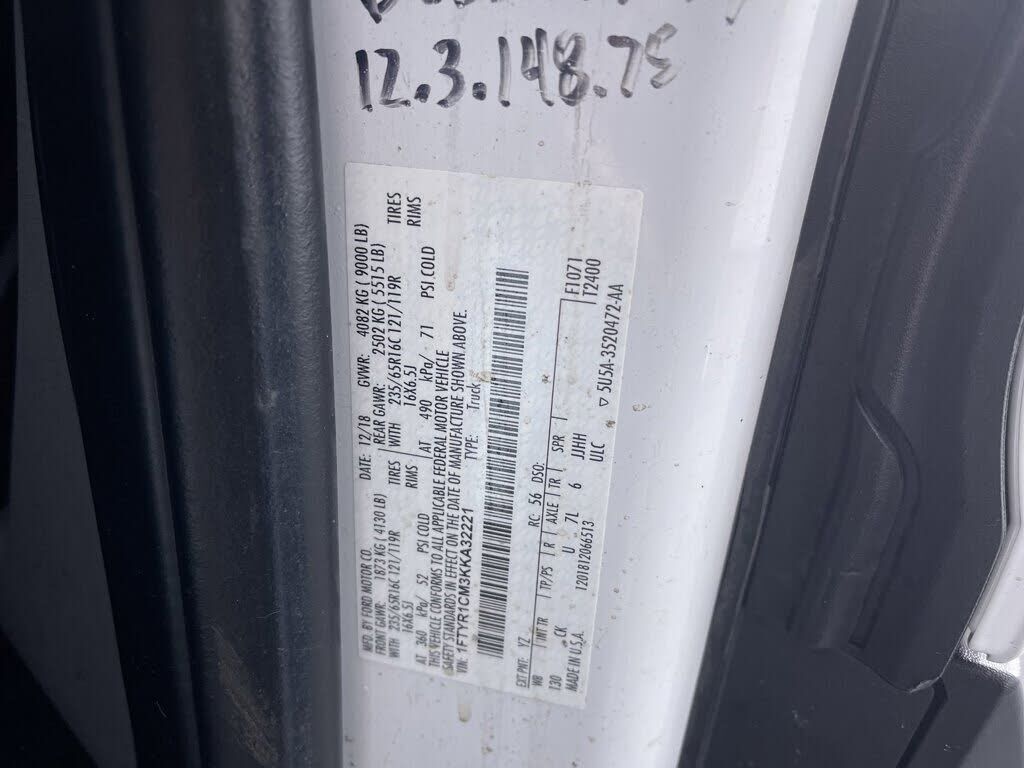 12.3.148.75
MFD. BY FORD MOTOR CO. DATE: 12/18 GVWR: 4082 KG ( 9000 LB)
FRONT GAWR: 1873 KG ( 4130 LB) REAR GAWR: 2502 KG ( 5515 LB)
WITH 235/65R16C 121/119R TIRES WITH 235/65R16C 121/119R TIRES
16X6.5J RIMS 16X6.5J RIMS
AT 360 kPa/ 52 PSI COLD AT 490 kPa/ 71 PSI COLD
THIS VEHICLE CONFORMS TO ALL APPLICABLE FEDERAL MOTOR VEHICLE
SAFETY STANDARDS IN EFFECT ON THE DATE OF MANUFACTURE SHOWN ABOVE.
VIN: 1FTYR1CM3KKA32221 TYPE: Truck
EXT PNT: YZ RC: 56 DSO: F1071
WB INT TR TP/PS R AXLE TR SPR T2400
130 CK U 7L 6 JJHH
MADE IN U.S.A. 12018120665 13 ULC ▽ 5U5A-3520472-AA